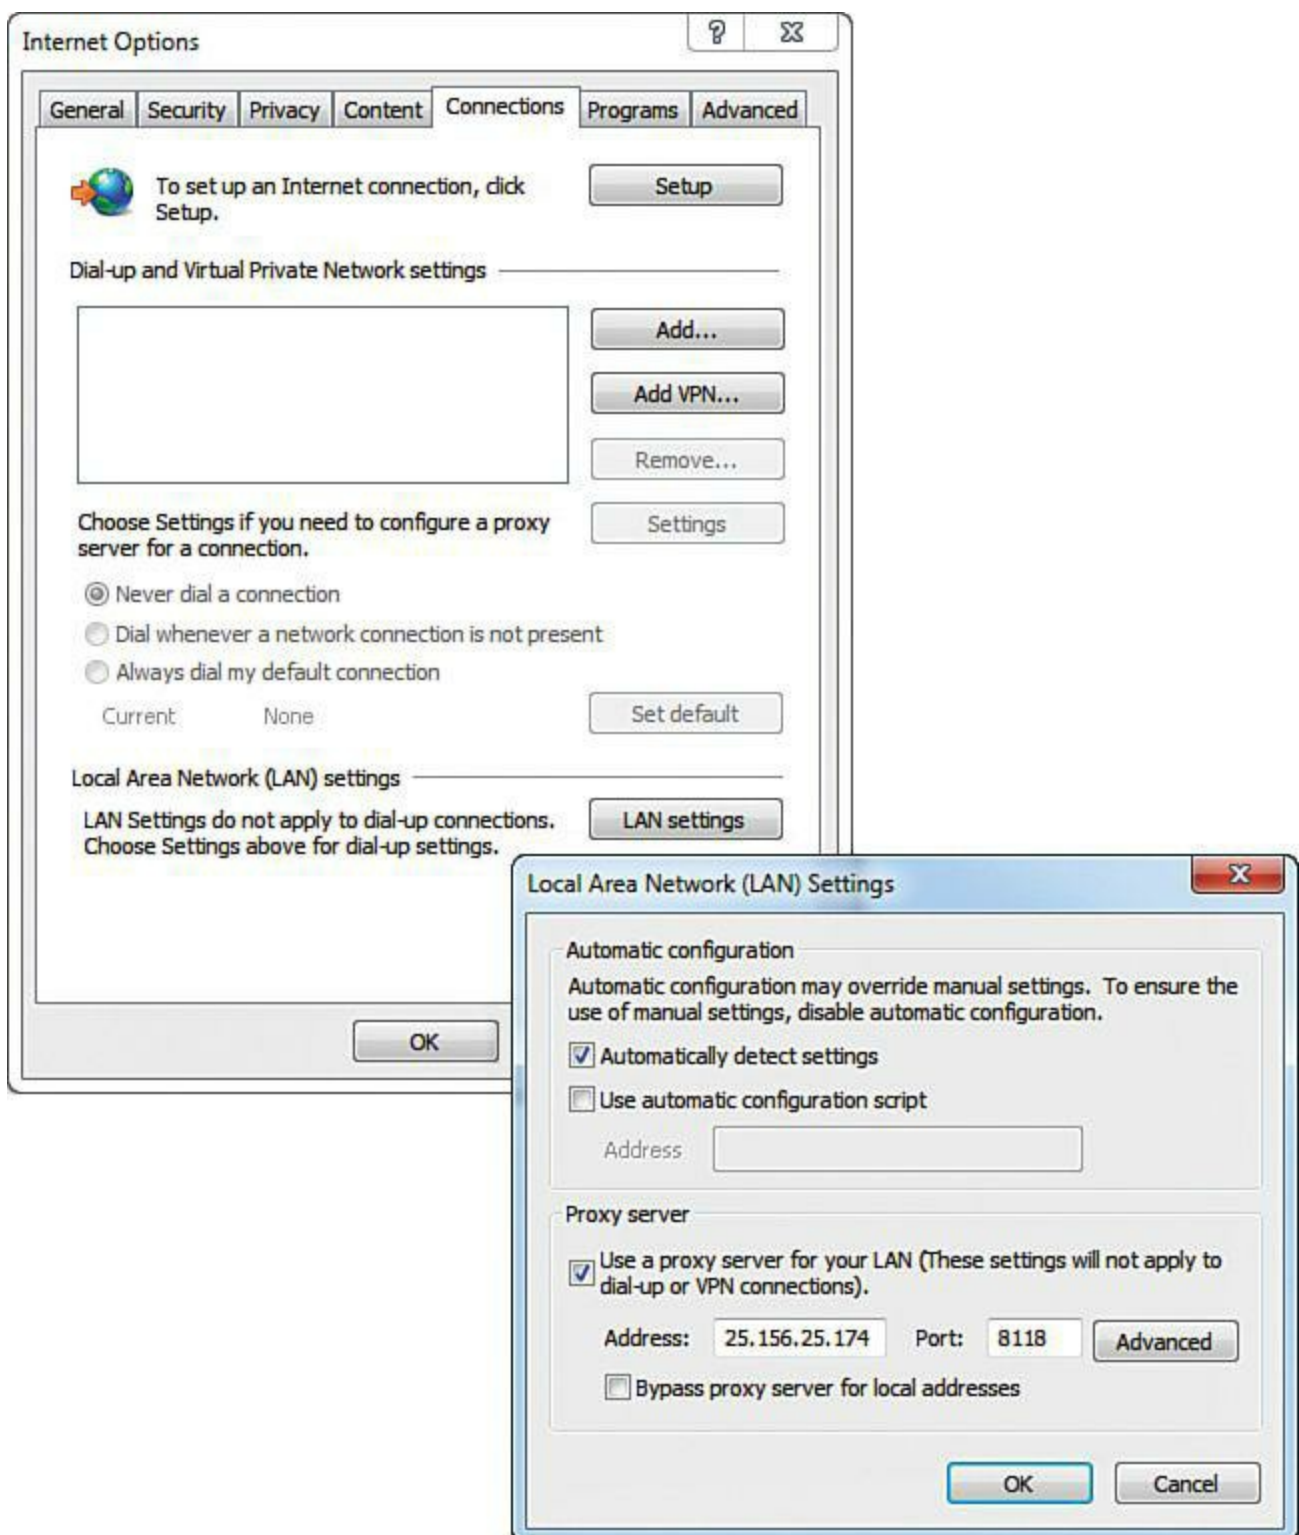 Internet Options
General Security Privacy Content Connections Programs Advanced
To set up an Internet connection, click
Setup.
Setup
Dial-up and Virtual Private Network settings
Add...
Add VPN...
Remove...
Choose Settings if you need to configure a proxy
server for a connection.
Settings
Never dial a connection
Dial whenever a network connection is not present
Always dial my default connection
Current None
Set default
Local Area Network (LAN) settings
LAN Settings do not apply to dial-up connections.
Choose Settings above for dial-up settings.
LAN settings
OK
Local Area Network (LAN) Settings
Automatic configuration
Automatic configuration may override manual settings. To ensure the
use of manual settings, disable automatic configuration.
Automatically detect settings
Use automatic configuration script
Address
Proxy server
Use a proxy server for your LAN (These settings will not apply to
dial-up or VPN connections).
Address: 25.156.25.174 Port: 8118 Advanced
Bypass proxy server for local addresses
OK Cancel